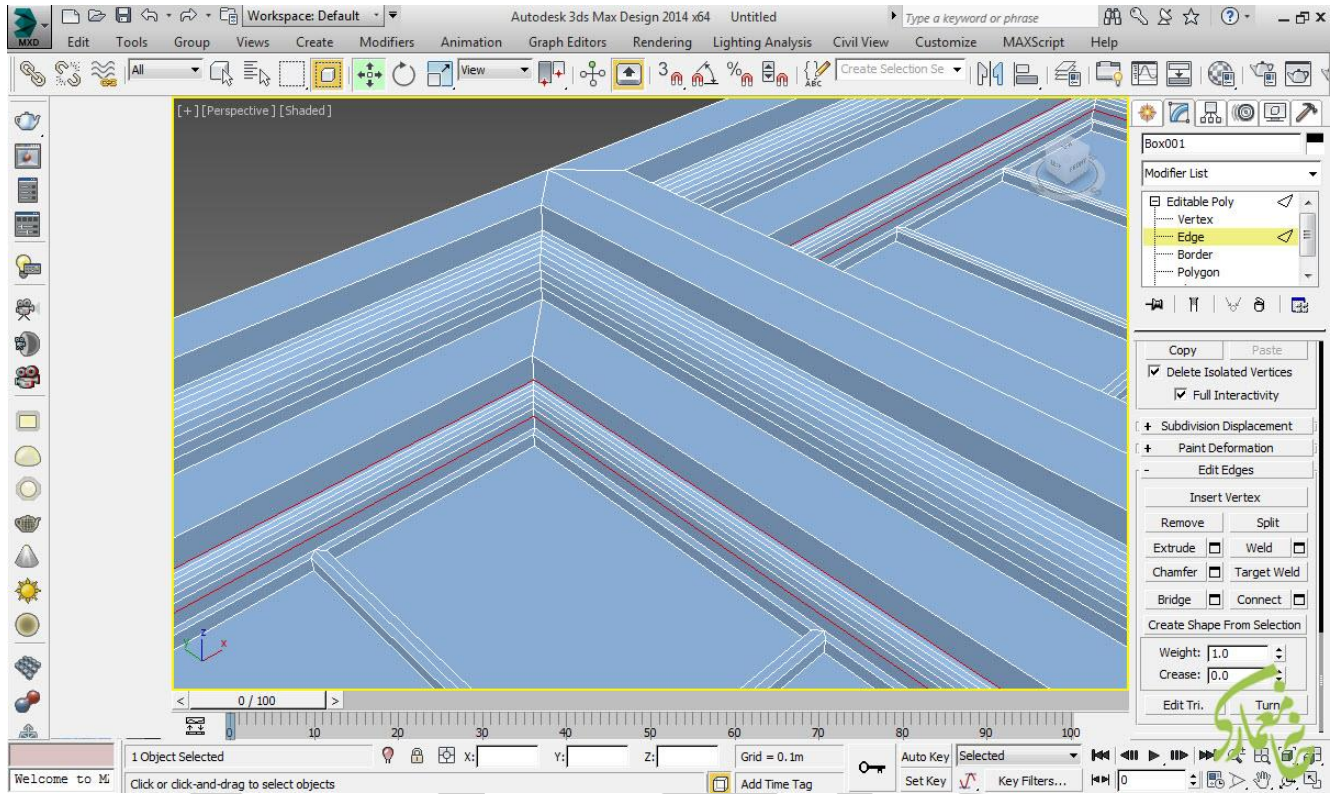 Workspace: Default
Autodesk 3ds Max Design 2014 x64 Untitled
Type a keyword or phrase
MXD
Edit Tools Group Views Create Modifiers Animation Graph Editors Rendering Lighting Analysis Civil View Customize MAXScript Help
All
View
3
%
ABC
Create Selection Se
[+] [Perspective] [Shaded]
Box001
Modifier List
Editable Poly
Vertex
Edge
Border
Polygon
Copy Paste
Delete Isolated Vertices
Full Interactivity
+ Subdivision Displacement
+ Paint Deformation
- Edit Edges
Insert Vertex
Remove Split
Extrude Weld
Chamfer Target Weld
Bridge Connect
Create Shape From Selection
Weight: 1.0
Crease: 0.0
Edit Tri. Turn
z
x
y
< 0 / 100 >
0 10 20 30 40 50 60 70 80 90 100
1 Object Selected
X: Y: Z:
Grid = 0.1m
Auto Key Selected
Welcome to M
Click or click-and-drag to select objects
Add Time Tag
Set Key Key Filters...
0